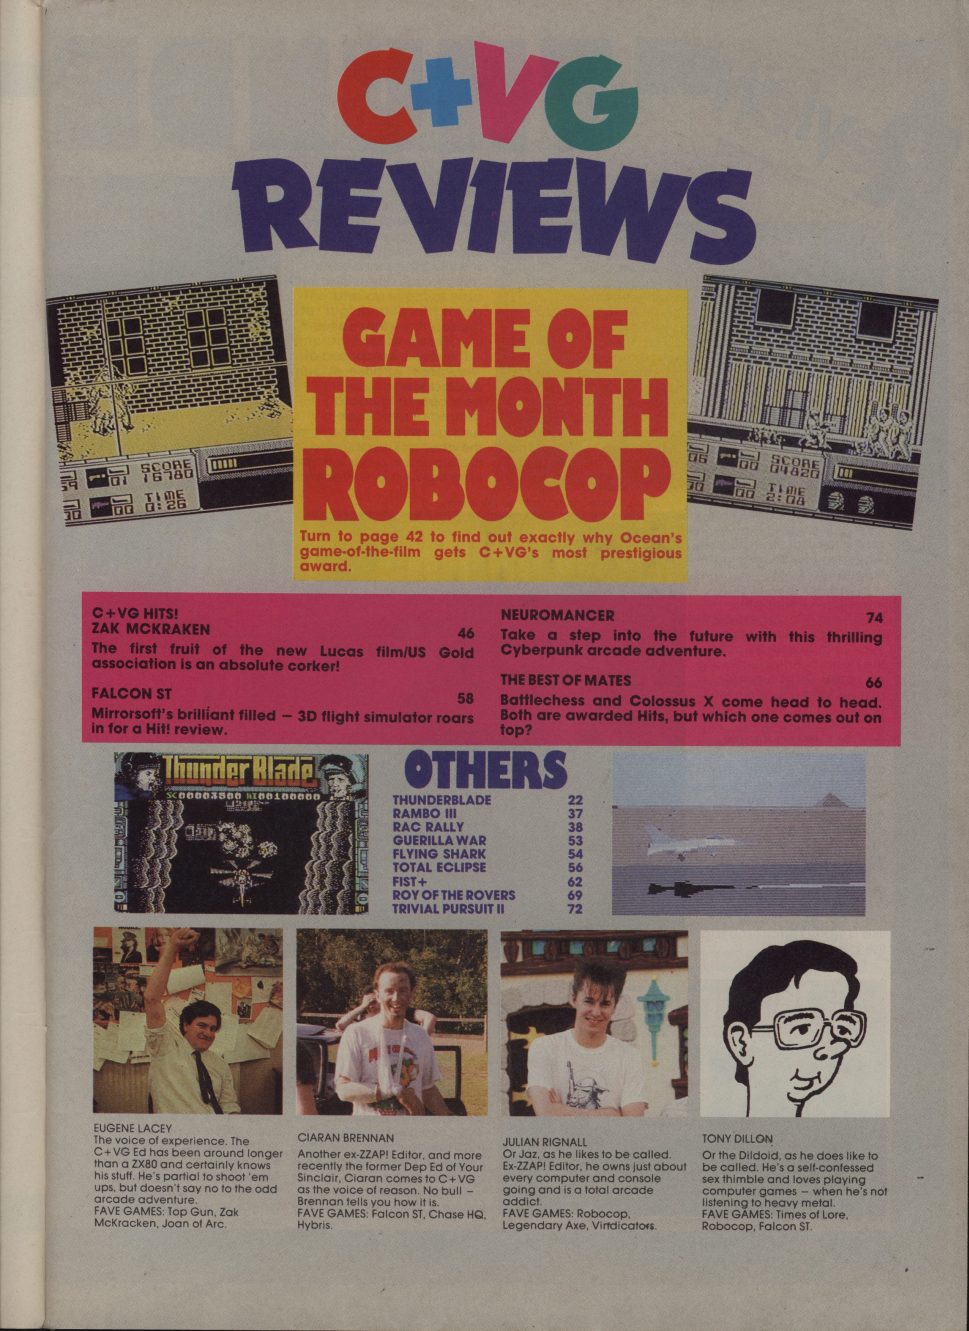 C+VG
REVIEWS
GAME OF
THE MONTH
ROBOCOP
Turn to page 42 to find out exactly why Ocean's
game-of-the-film gets C+VG's most prestigious
award.
SCORE
01 16780
TIME
00 0:26
SCORE
00 04820
TIME
00 2:08
C+VG HITS!
ZAK MCKRAKEN 46
The first fruit of the new Lucas film/US Gold
association is an absolute corker!
FALCON ST 58
Mirrorsoft's brilliant filled — 3D flight simulator roars
in for a Hit! review.
NEUROMANCER 74
Take a step into the future with this thrilling
Cyberpunk arcade adventure.
THE BEST OF MATES 66
Battlechess and Colossus X come head to head.
Both are awarded Hits, but which one comes out on
top?
Thunder Blade
SC00003500 HI00100000
OTHERS
THUNDERBLADE 22
RAMBO III 37
RAC RALLY 38
GUERILLA WAR 53
FLYING SHARK 54
TOTAL ECLIPSE 56
FIST+ 62
ROY OF THE ROVERS 69
TRIVIAL PURSUIT II 72
EUGENE LACEY
The voice of experience. The
C+VG Ed has been around longer
than a ZX80 and certainly knows
his stuff. He's partial to shoot 'em
ups, but doesn't say no to the odd
arcade adventure.
FAVE GAMES: Top Gun, Zak
McKracken, Joan of Arc.
CIARAN BRENNAN
Another ex-ZZAP! Editor, and more
recently the former Dep Ed of Your
Sinclair, Ciaran comes to C+VG
as the voice of reason. No bull —
Brennan tells you how it is.
FAVE GAMES: Falcon ST, Chase HQ,
Hybris.
JULIAN RIGNALL
Or Jaz, as he likes to be called.
Ex-ZZAP! Editor, he owns just about
every computer and console
going and is a total arcade
addict.
FAVE GAMES: Robocop,
Legendary Axe, Virtdicators.
TONY DILLON
Or the Dildoid, as he does like to
be called. He's a self-confessed
sex thimble and loves playing
computer games — when he's not
listening to heavy metal.
FAVE GAMES: Times of Lore,
Robocop, Falcon ST.